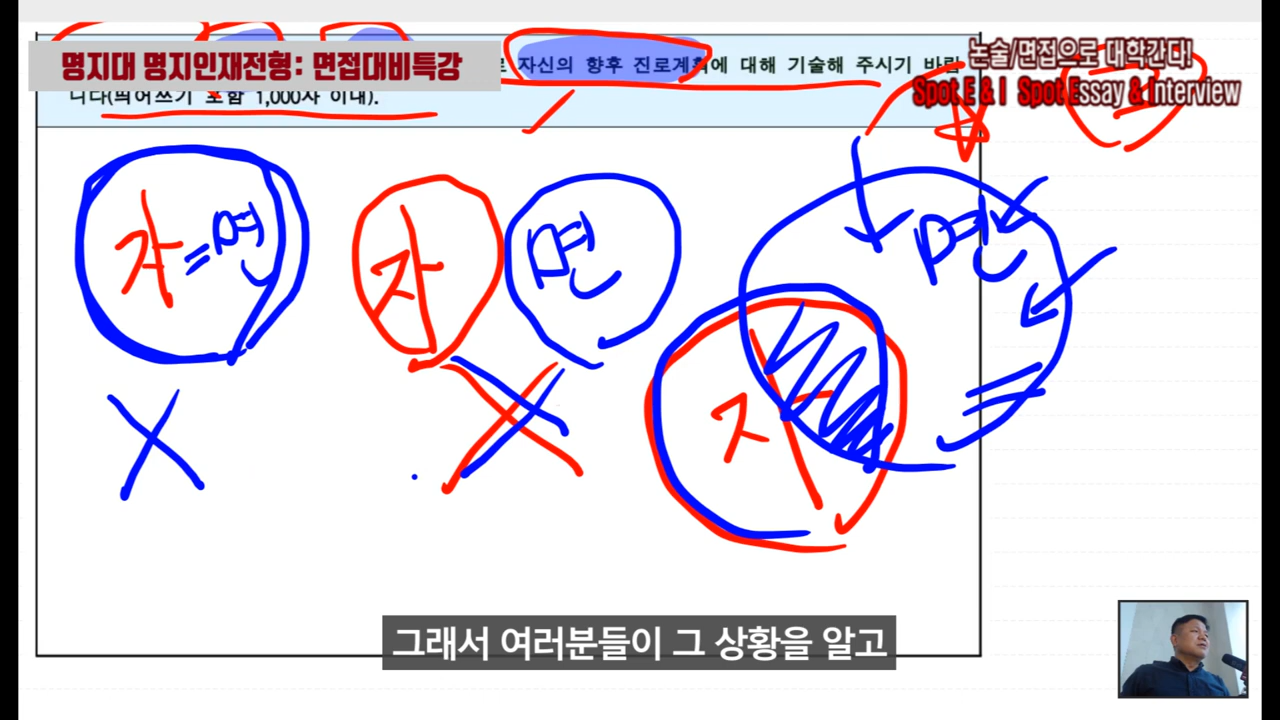 명지대 명지인재전형: 면접대비특강
논술/면접으로 대학간다!
Spot E & I Spot Essay & Interview
자신의 향후 진로계획에 대해 기술해 주시기 바랍
니다(띄어쓰기 포함 1,000자 이내).
자=면
자 면
면
자
그래서 여러분들이 그 상황을 알고